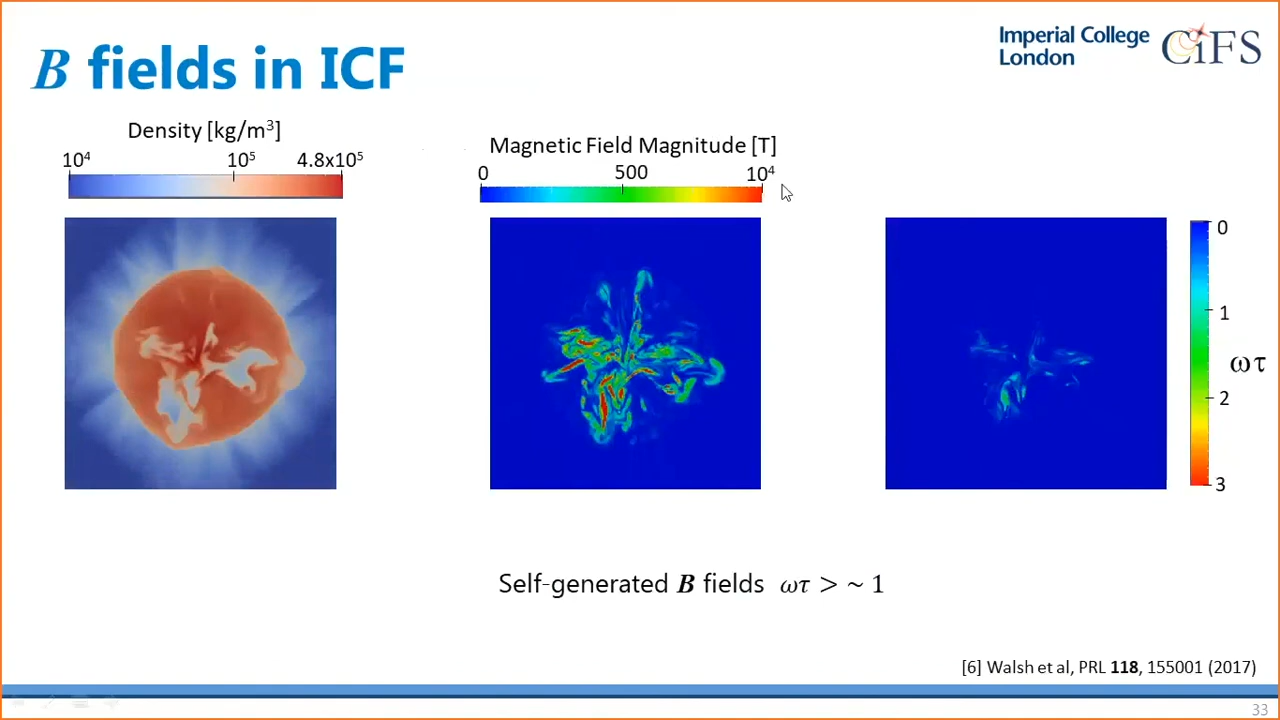 B fields in ICF
Imperial College
London
CIFS
Density [kg/m³]
10⁴ 10⁵ 4.8x10⁵
Magnetic Field Magnitude [T]
0 500 10⁴
0
1
ωτ
2
3
Self-generated B fields ωτ > ~ 1
[6] Walsh et al, PRL 118, 155001 (2017)
33